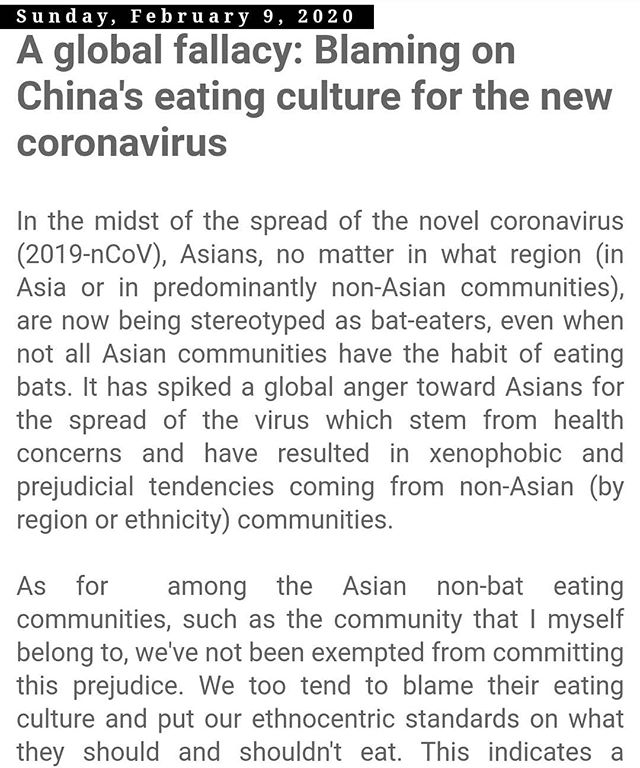 Sunday, February 9, 2020
A global fallacy: Blaming on
China's eating culture for the new
coronavirus
In the midst of the spread of the novel coronavirus
(2019-nCoV), Asians, no matter in what region (in
Asia or in predominantly non-Asian communities),
are now being stereotyped as bat-eaters, even when
not all Asian communities have the habit of eating
bats. It has spiked a global anger toward Asians for
the spread of the virus which stem from health
concerns and have resulted in xenophobic and
prejudicial tendencies coming from non-Asian (by
region or ethnicity) communities.
As for among the Asian non-bat eating
communities, such as the community that I myself
belong to, we've not been exempted from committing
this prejudice. We too tend to blame their eating
culture and put our ethnocentric standards on what
they should and shouldn't eat. This indicates a